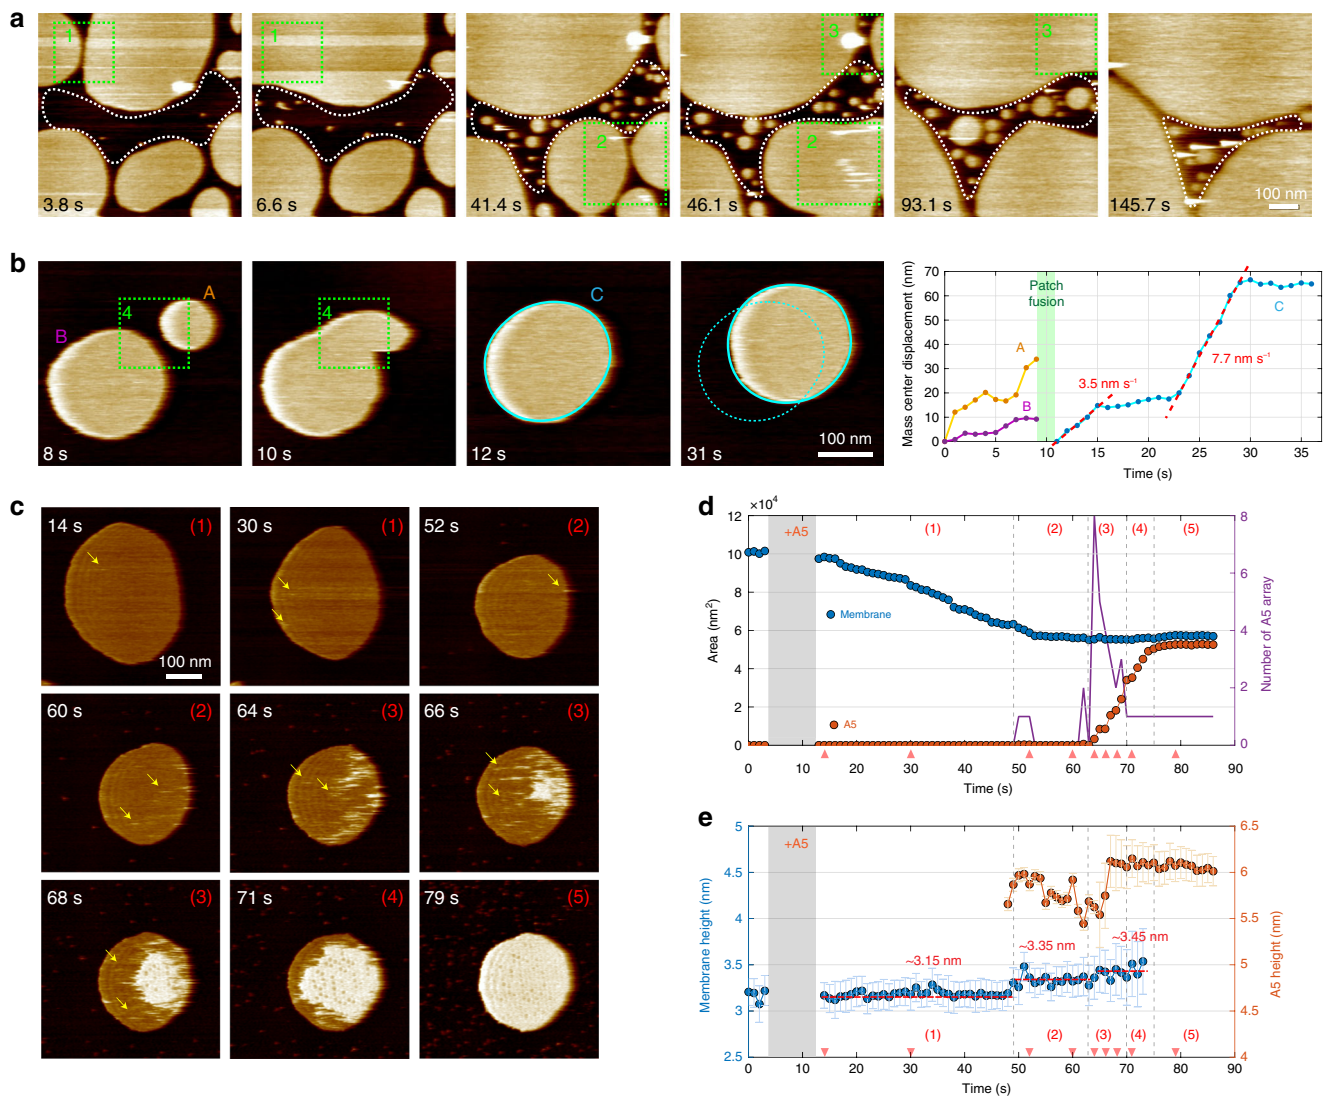 a
1
3.8 s
1
6.6 s
2
41.4 s
3
2
46.1 s
3
93.1 s
145.7 s
100 nm
b
A
B
4
8 s
4
10 s
C
12 s
31 s
100 nm
Mass center displacement (nm)
70
60
50
40
30
20
10
0
Patch
fusion
A
B
C
3.5 nm s⁻¹
7.7 nm s⁻¹
0 5 10 15 20 25 30 35
Time (s)
c
14 s (1)
100 nm
30 s (1)
52 s (2)
60 s (2)
64 s (3)
66 s (3)
68 s (3)
71 s (4)
79 s (5)
d
×10⁴
Area (nm²)
12
10
8
6
4
2
0
+A5 (1) (2) (3) (4) (5)
Membrane
A5
8
6
4
2
0
Number of A5 array
0 10 20 30 40 50 60 70 80 90
Time (s)
e
Membrane height (nm)
5
4.5
4
3.5
3
2.5
+A5
~3.15 nm
~3.35 nm
~3.45 nm
(1) (2) (3) (4) (5)
6.5
6
5.5
5
4.5
4
A5 height (nm)
0 10 20 30 40 50 60 70 80 90
Time (s)